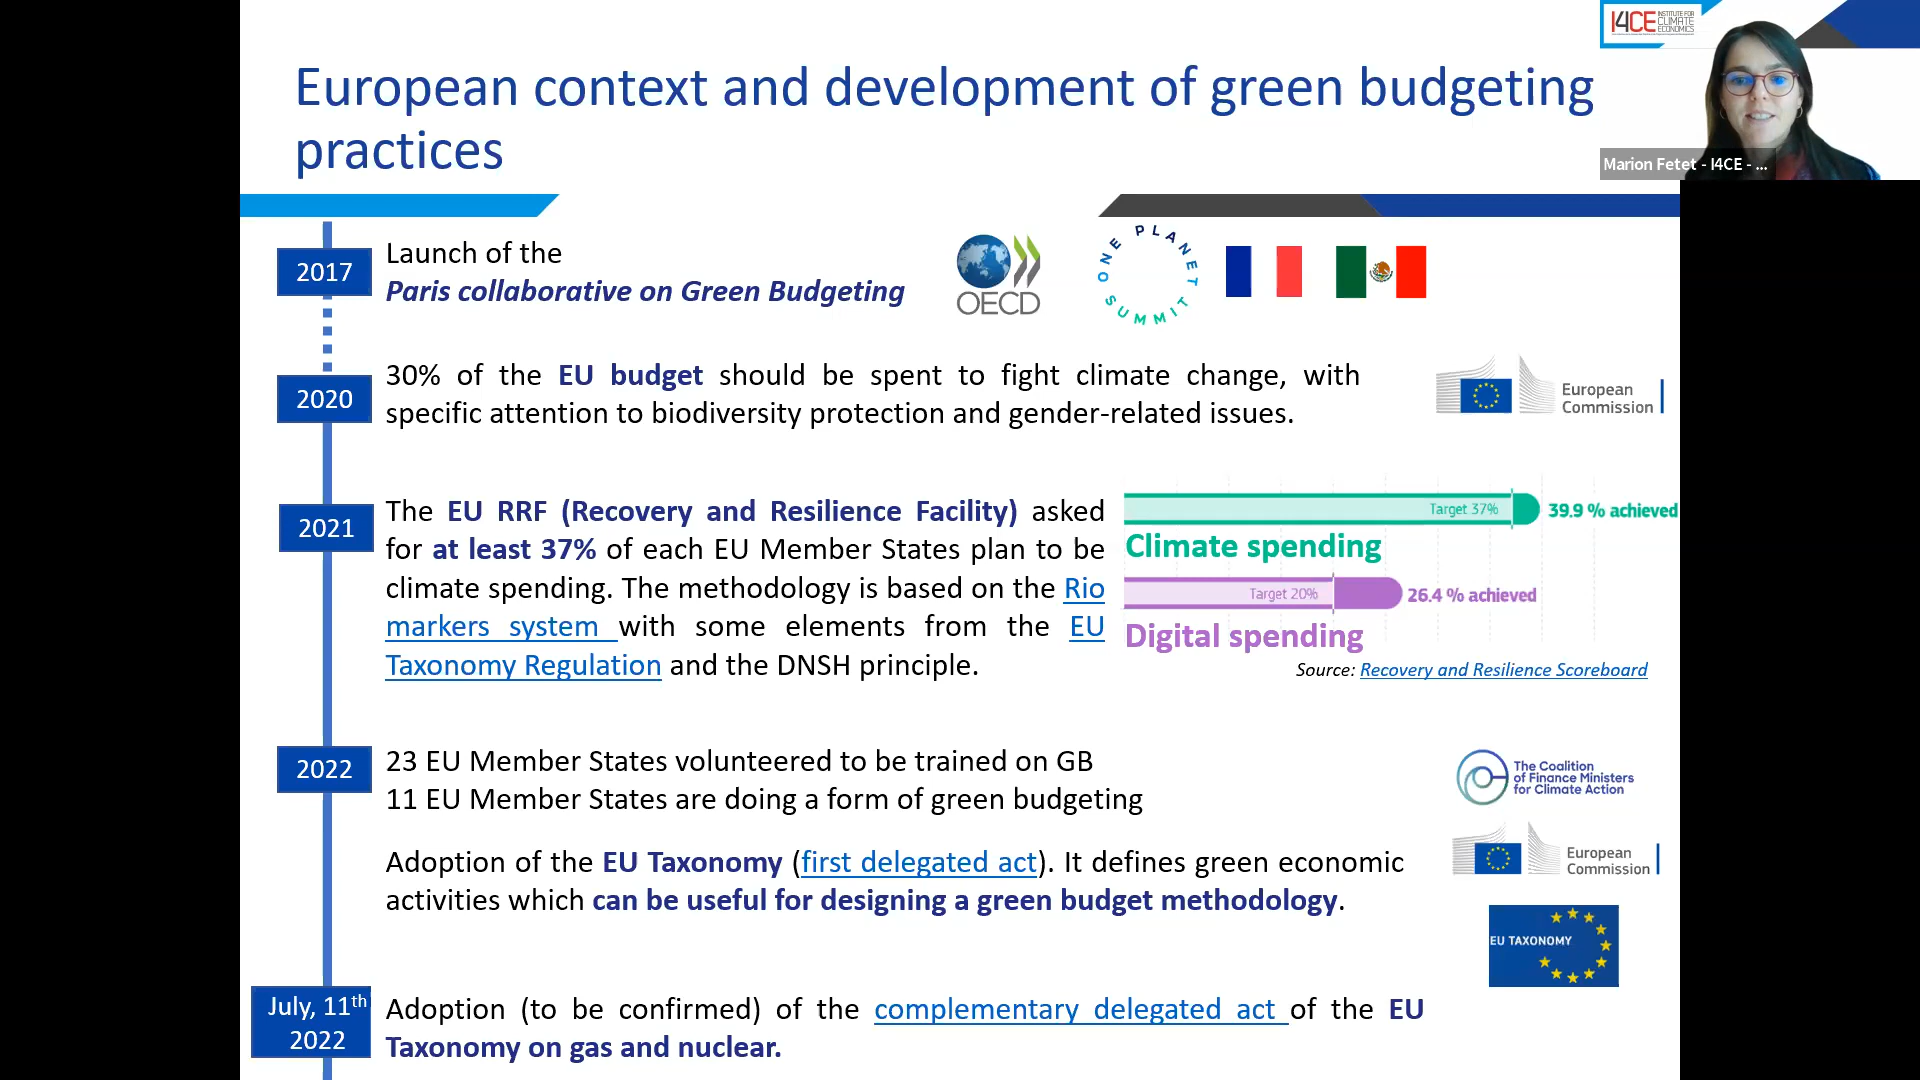 European context and development of green budgeting
practices
I4CE INSTITUTE FOR
CLIMATE
ECONOMICS
Marion Fetet - I4CE - ...
2017
Launch of the
Paris collaborative on Green Budgeting
OECD
ONE PLANET
SUMMIT
2020
30% of the EU budget should be spent to fight climate change, with
specific attention to biodiversity protection and gender-related issues.
European
Commission
2021
The EU RRF (Recovery and Resilience Facility) asked
for at least 37% of each EU Member States plan to be
climate spending. The methodology is based on the Rio
markers system with some elements from the EU
Taxonomy Regulation and the DNSH principle.
Target 37%
39.9 % achieved
Climate spending
Target 20%
26.4 % achieved
Digital spending
Source: Recovery and Resilience Scoreboard
2022
23 EU Member States volunteered to be trained on GB
11 EU Member States are doing a form of green budgeting
The Coalition
of Finance Ministers
for Climate Action
Adoption of the EU Taxonomy (first delegated act). It defines green economic
activities which can be useful for designing a green budget methodology.
European
Commission
EU TAXONOMY
July, 11th
2022
Adoption (to be confirmed) of the complementary delegated act of the EU
Taxonomy on gas and nuclear.